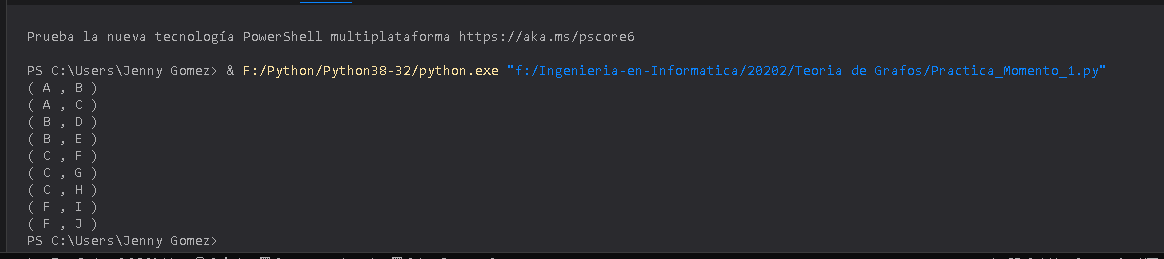 Prueba la nueva tecnología PowerShell multiplataforma https://aka.ms/pscore6
PS C:\Users\Jenny Gomez> & F:/Python/Python38-32/python.exe "f:/Ingenieria-en-Informatica/20202/Teoria de Grafos/Practica_Momento_1.py"
( A , B )
( A , C )
( B , D )
( B , E )
( C , F )
( C , G )
( C , H )
( F , I )
( F , J )
PS C:\Users\Jenny Gomez>